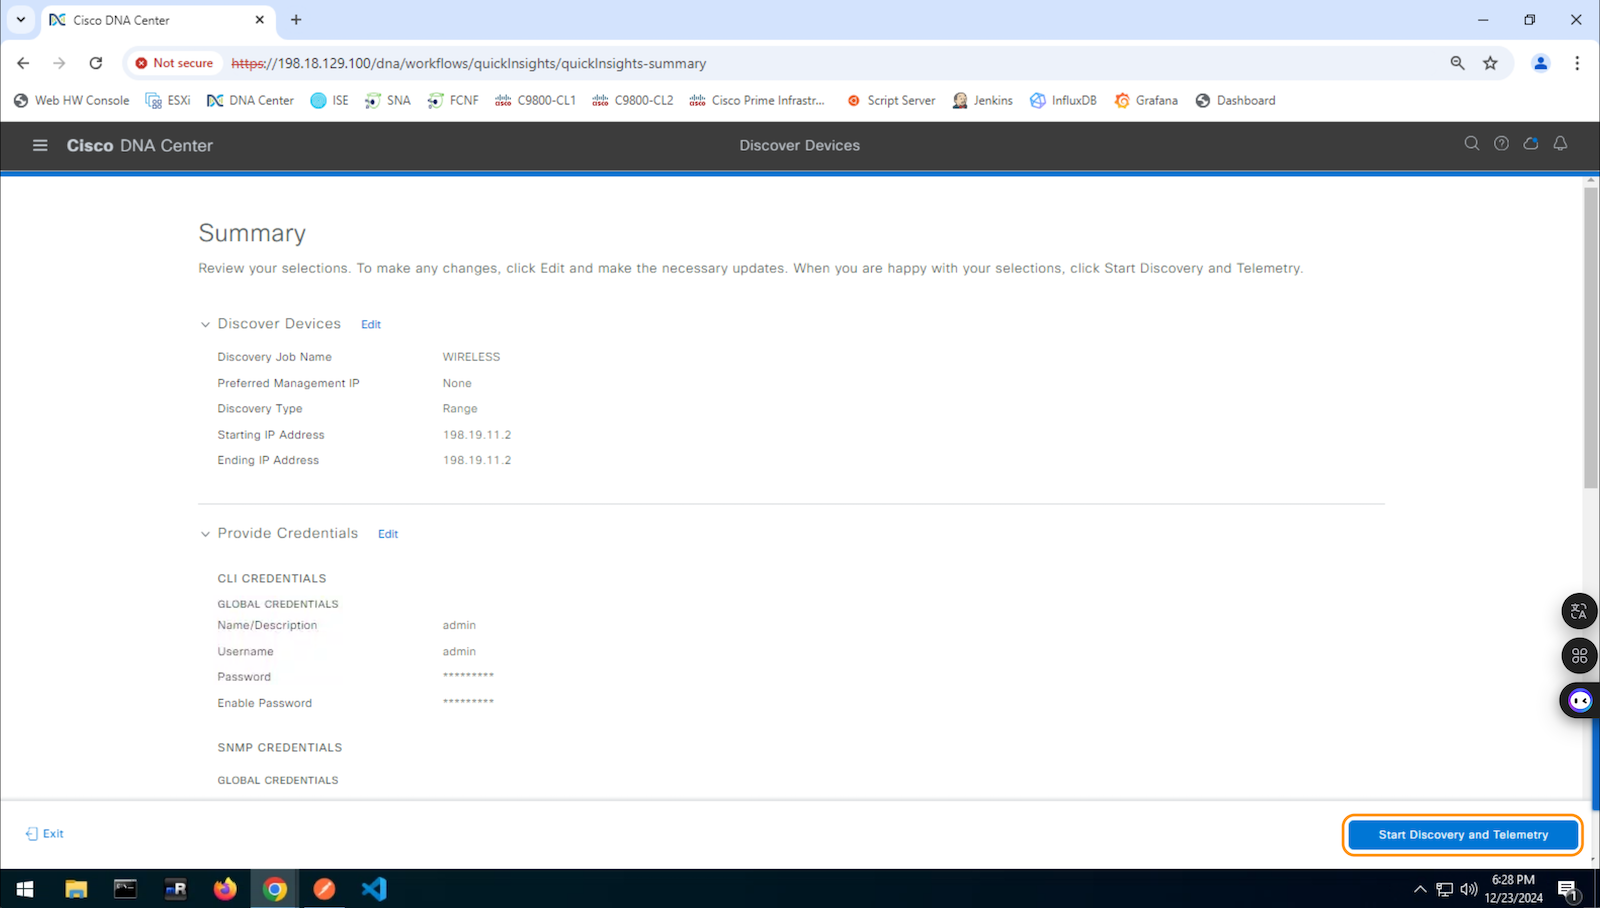 Cisco DNA Center
Not secure https://198.18.129.100/dna/workflows/quickInsights/quickInsights-summary
Web HW Console ESXi DNA Center ISE SNA FCNF C9800-CL1 C9800-CL2 Cisco Prime Infrastr... Script Server Jenkins InfluxDB Grafana Dashboard
Cisco DNA Center Discover Devices
Summary
Review your selections. To make any changes, click Edit and make the necessary updates. When you are happy with your selections, click Start Discovery and Telemetry.
Discover Devices Edit
Discovery Job Name WIRELESS
Preferred Management IP None
Discovery Type Range
Starting IP Address 198.19.11.2
Ending IP Address 198.19.11.2
Provide Credentials Edit
CLI CREDENTIALS
GLOBAL CREDENTIALS
Name/Description admin
Username admin
Password *********
Enable Password *********
SNMP CREDENTIALS
GLOBAL CREDENTIALS
Exit Start Discovery and Telemetry
6:28 PM
12/23/2024
1